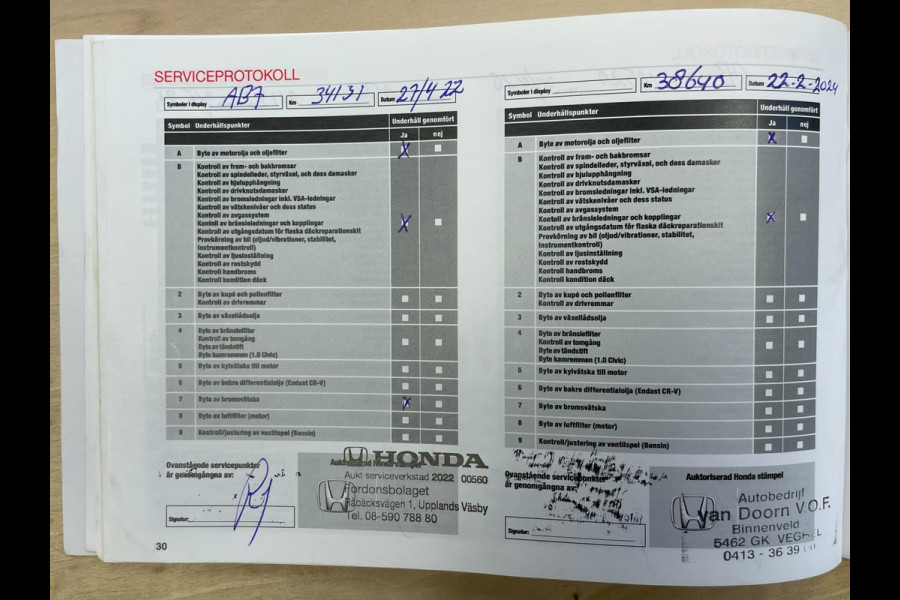 SERVICEPROTOKOLL
Symboler i display AB7 Km 34151 Datum 27/4 22
Symbol Underhållspunkter Underhåll genomfört
Ja nej
A Byte av motorolja och oljefilter X
B Kontroll av fram- och bakbromsar
Kontroll av spindelleder, styrväxel, och dess damasker
Kontroll av hjulupphängning
Kontroll av drivknutsdamasker
Kontroll av bromsledningar inkl. VSA-ledningar
Kontroll av vätskenivåer och dess status
Kontroll av avgassystem
Kontroll av bränsleledningar och kopplingar X
Kontroll av utgångsdatum för flaska däckreparationskit
Provkörning av bil (oljud/vibrationer, stabilitet,
instrumentkontroll)
Kontroll av ljusinställning
Kontroll av rostskydd
Kontroll handbroms
Kontroll kondition däck
2 Byte av kupé och pollenfilter
Kontroll av drivremmar
3 Byte av växellådsolja
4 Byte av bränslefilter
Kontroll av tomgång
Byte av tändstift
Byte kamremmen (1.0 Civic)
5 Byte av kylvätska till motor
6 Byte av bakre differentialolja (Endast CR-V)
7 Byte av bromsvätska X
8 Byte av luftfilter (motor)
9 Kontroll/justering av ventilspel (Bensin)
Ovanstående servicepunkter
är genomgångna av:
Signatur:
Auktoriserad Honda stämpel
HONDA
Aukt serviceverkstad 2022 00560
Fordonsbolaget
Tel. 08-590 788 80
30
Symboler i display Km 38640 Datum 22-2-2024
Symbol Underhållspunkter Underhåll genomfört
Ja nej
A Byte av motorolja och oljefilter X
B Kontroll av fram- och bakbromsar
Kontroll av spindelleder, styrväxel, och dess damasker
Kontroll av hjulupphängning
Kontroll av drivknutsdamasker
Kontroll av bromsledningar inkl. VSA-ledningar
Kontroll av vätskenivåer och dess status
Kontroll av avgassystem
Kontoll av bränsleledningar och kopplingar X
Kontroll av utgångsdatum för flaska däckreparationskit
Provkörning av bil (oljud/vibrationer, stabilitet,
instrumentkontroll)
Kontroll av ljusinställning
Kontroll av rostskydd
Kontroll handbroms
Kontroll kondition däck
2 Byte av kupé och pollenfilter
Kontroll av drivremmar
3 Byte av växellådsolja
4 Byte av bränslefilter
Kontroll av tomgång
Byte av tändstift
Byte kamremmen (1.0 Civic)
5 Byte av kylvätska till motor
6 Byte av bakre differentialolja (Endast CR-V)
7 Byte av bromsvätska
8 Byte av luftfilter (motor)
9 Kontroll/justering av ventilspel (Bensin)
Ovanstående servicepunkter
är genomgångna av:
Signatur:
Auktoriserad Honda stämpel
Autobedrijf
van Doorn V.O.F.
Binnenveld
5462 GK VEGHEL
0413 - 36 39